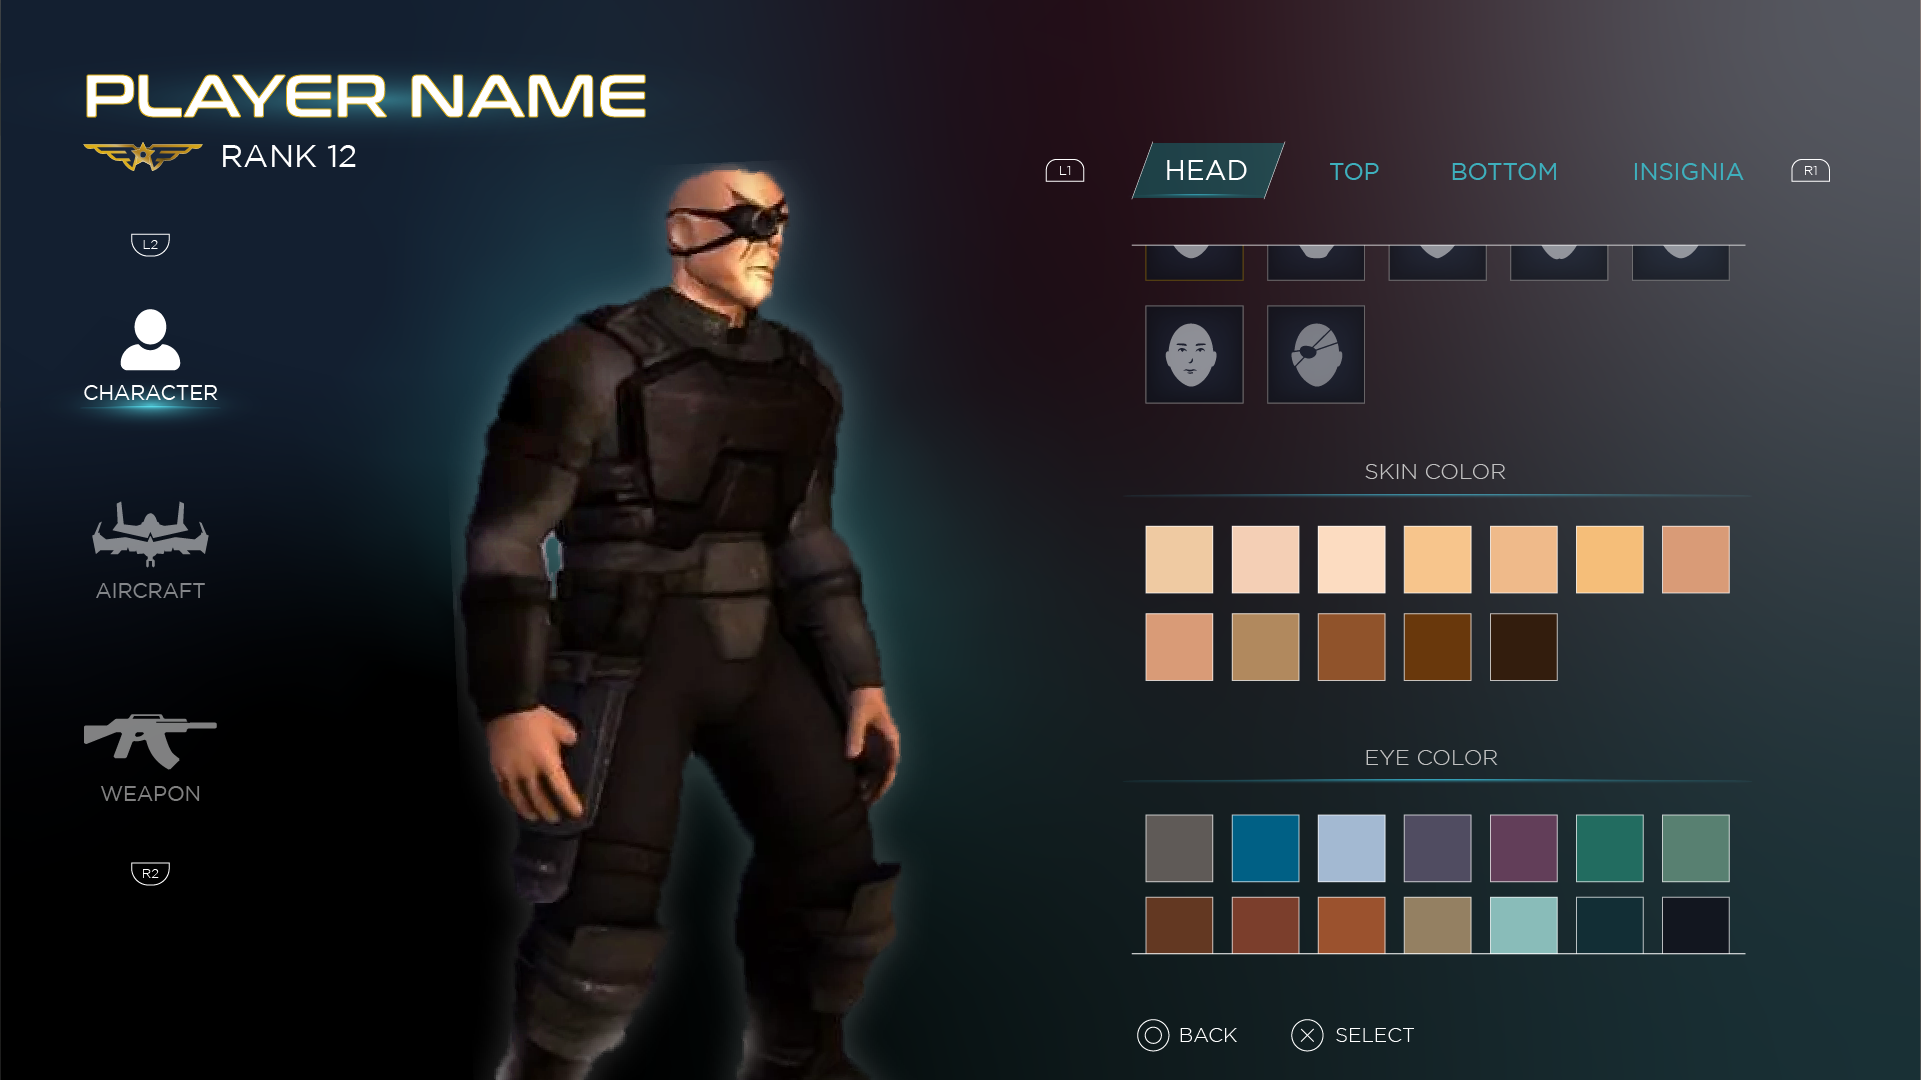 PLAYER NAME
RANK 12
L1
HEAD
TOP
BOTTOM
INSIGNIA
R1
L2
CHARACTER
AIRCRAFT
WEAPON
R2
SKIN COLOR
EYE COLOR
BACK
SELECT